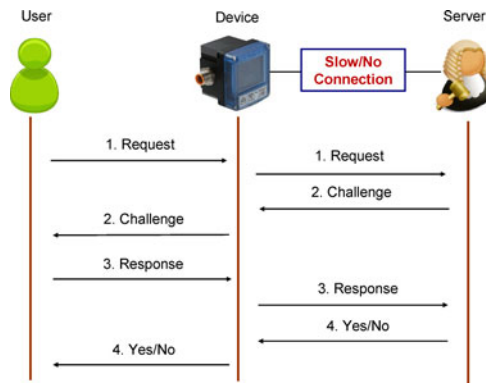 User
Device
Server
Slow/No
Connection
1. Request
1. Request
2. Challenge
2. Challenge
3. Response
3. Response
4. Yes/No
4. Yes/No